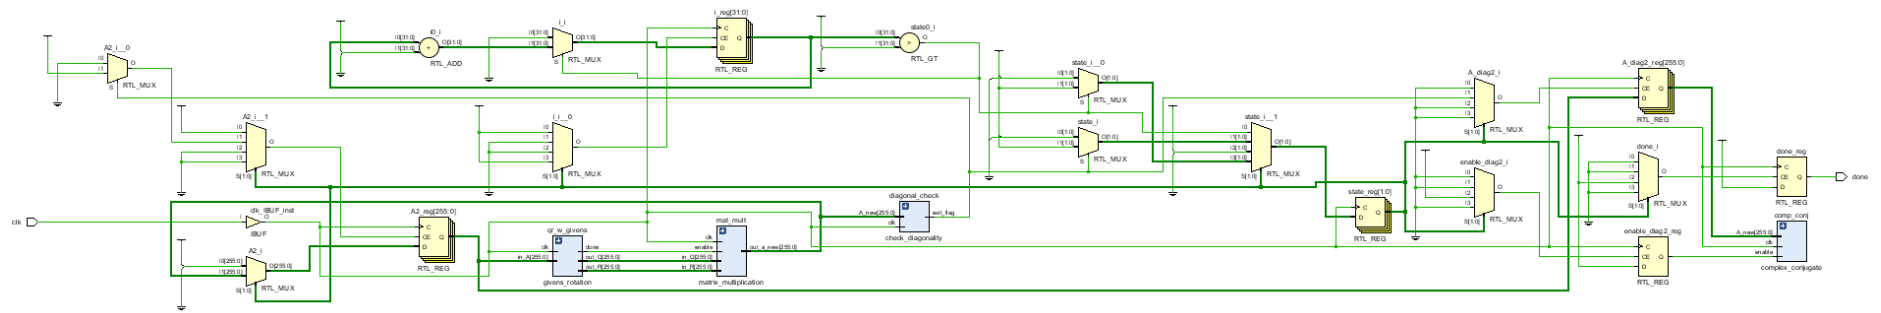 A2_i__0
I0
I1
O
S
RTL_MUX
i0_i
I0[31:0]
I1[31:0]
O[31:0]
RTL_ADD
i_i
I0[31:0]
I1[31:0]
O[31:0]
S
RTL_MUX
i_reg[31:0]
C
CE
D
Q
RTL_REG
state0_i
I0[31:0]
I1[31:0]
O
RTL_GT
A2_i__1
I0
I1
I2
I3
O
S[1:0]
RTL_MUX
i_i__0
I0
I1
I2
I3
O
S[1:0]
RTL_MUX
state_i__0
I0[1:0]
I1[1:0]
O[1:0]
S
RTL_MUX
state_i
I0[1:0]
I1[1:0]
O[1:0]
S
RTL_MUX
state_i__1
I0
I1[1:0]
I2[1:0]
I3[1:0]
O[1:0]
S[1:0]
RTL_MUX
A_diag2_i
I0
I1
I2
I3
O
S[1:0]
RTL_MUX
A_diag2_reg[255:0]
C
CE
D
Q
RTL_REG
enable_diag2_i
I0
I1
I2
I3
O
S[1:0]
RTL_MUX
done_i
I0
I1
I2
I3
O
S[1:0]
RTL_MUX
done_reg
C
CE
D
Q
RTL_REG
done
clk
clk_IBUF_inst
I
O
IBUF
A2_i
I0[255:0]
I1[255:0]
O[255:0]
S[1:0]
RTL_MUX
A2_reg[255:0]
C
CE
D
Q
RTL_REG
qr_w_givens
clk
in_A[255:0]
done
out_Q[255:0]
out_R[255:0]
givens_rotation
mat_mult
clk
enable
in_Q[255:0]
in_R[255:0]
out_a_new[255:0]
matrix_multiplication
diagonal_check
A_new[255:0]
clk
exit_flag
check_diagonality
state_reg[1:0]
C
D
Q
RTL_REG
enable_diag2_reg
C
CE
D
Q
RTL_REG
comp_conj
A_new[255:0]
clk
enable
complex_conjugate